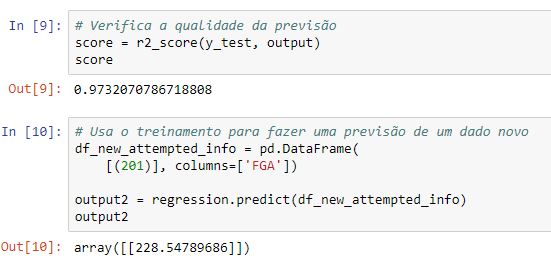 In [9]: # Verifica a qualidade da previsão
score = r2_score(y_test, output)
score
Out[9]: 0.9732070786718808
In [10]: # Usa o treinamento para fazer uma previsão de um dado novo
df_new_attempted_info = pd.DataFrame(
[(201)], columns=['FGA'])
output2 = regression.predict(df_new_attempted_info)
output2
Out[10]: array([[228.54789686]])